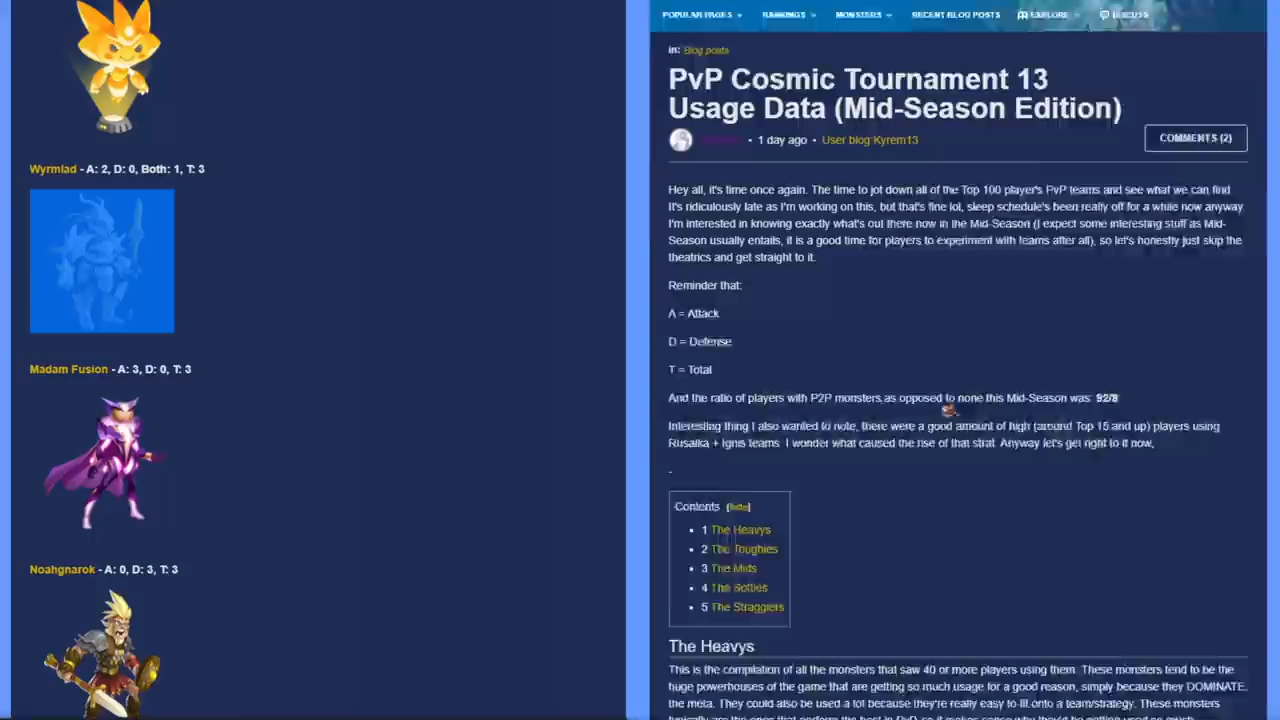 Wyrmlad - A: 2, D: 0, Both: 1, T: 3
Madam Fusion - A: 3, D: 0, T: 3
Noahgnarok - A: 0, D: 3, T: 3
POPULAR PAGES
RANKINGS
MONSTERS
RECENT BLOG POSTS
EXPLORE
DISCUSS
in: Blog posts
PvP Cosmic Tournament 13
Usage Data (Mid-Season Edition)
• 1 day ago • User blog:Kyrem13
COMMENTS (2)
Hey all, it's time once again. The time to jot down all of the Top 100 player's PvP teams and see what we can find
It's ridiculously late as I'm working on this, but that's fine lol, sleep schedule's been really off for a while now anyway
I'm interested in knowing exactly what's out there now in the Mid-Season (I expect some interesting stuff as Mid-
Season usually entails, it is a good time for players to experiment with teams after all), so let's honestly just skip the
theatrics and get straight to it.
Reminder that:
A = Attack
D = Defense
T = Total
And the ratio of players with P2P monsters as opposed to none this Mid-Season was: 92/8
Interesting thing I also wanted to note, there were a good amount of high (around Top 15 and up) players using
Rusalka + Ignis teams. I wonder what caused the rise of that strat. Anyway let's get right to it now,
-
Contents [hide]
1 The Heavys
2 The Toughies
3 The Mids
4 The Softies
5 The Stragglers
The Heavys
This is the compilation of all the monsters that saw 40 or more players using them. These monsters tend to be the
huge powerhouses of the game that are getting so much usage for a good reason, simply because they DOMINATE
the meta. They could also be used a lot because they're really easy to fit onto a team/strategy. These monsters